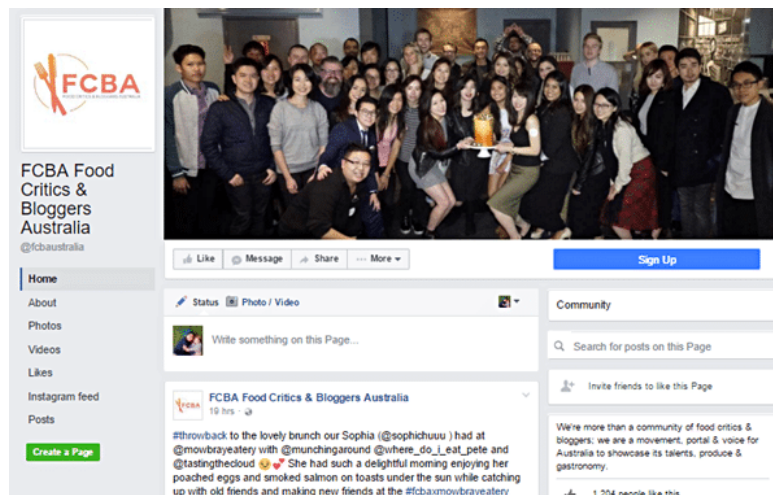 FCBA
FOOD CRITICS & BLOGGERS AUSTRALIA
FCBA Food
Critics &
Bloggers
Australia
@fcbaustralia
Home
About
Photos
Videos
Likes
Instagram feed
Posts
Create a Page
Like
Message
Share
More
Sign Up
Status
Photo / Video
Write something on this Page...
FCBA
FCBA Food Critics & Bloggers Australia
19 hrs ·
#throwback to the lovely brunch our Sophia (@sophichuuu ) had at
@mowbrayeatery with @munchingaround @where_do_i_eat_pete and
@tastingthecloud 😉💕 She had such a delightful morning enjoying her
poached eggs and smoked salmon on toasts under the sun while catching
up with old friends and making new friends at the #fcbaxmowbrayeatery
Community
Search for posts on this Page
Invite friends to like this Page
We're more than a community of food critics &
bloggers; we are a movement, portal & voice for
Australia to showcase its talents, produce &
gastronomy.
1,204 people like this